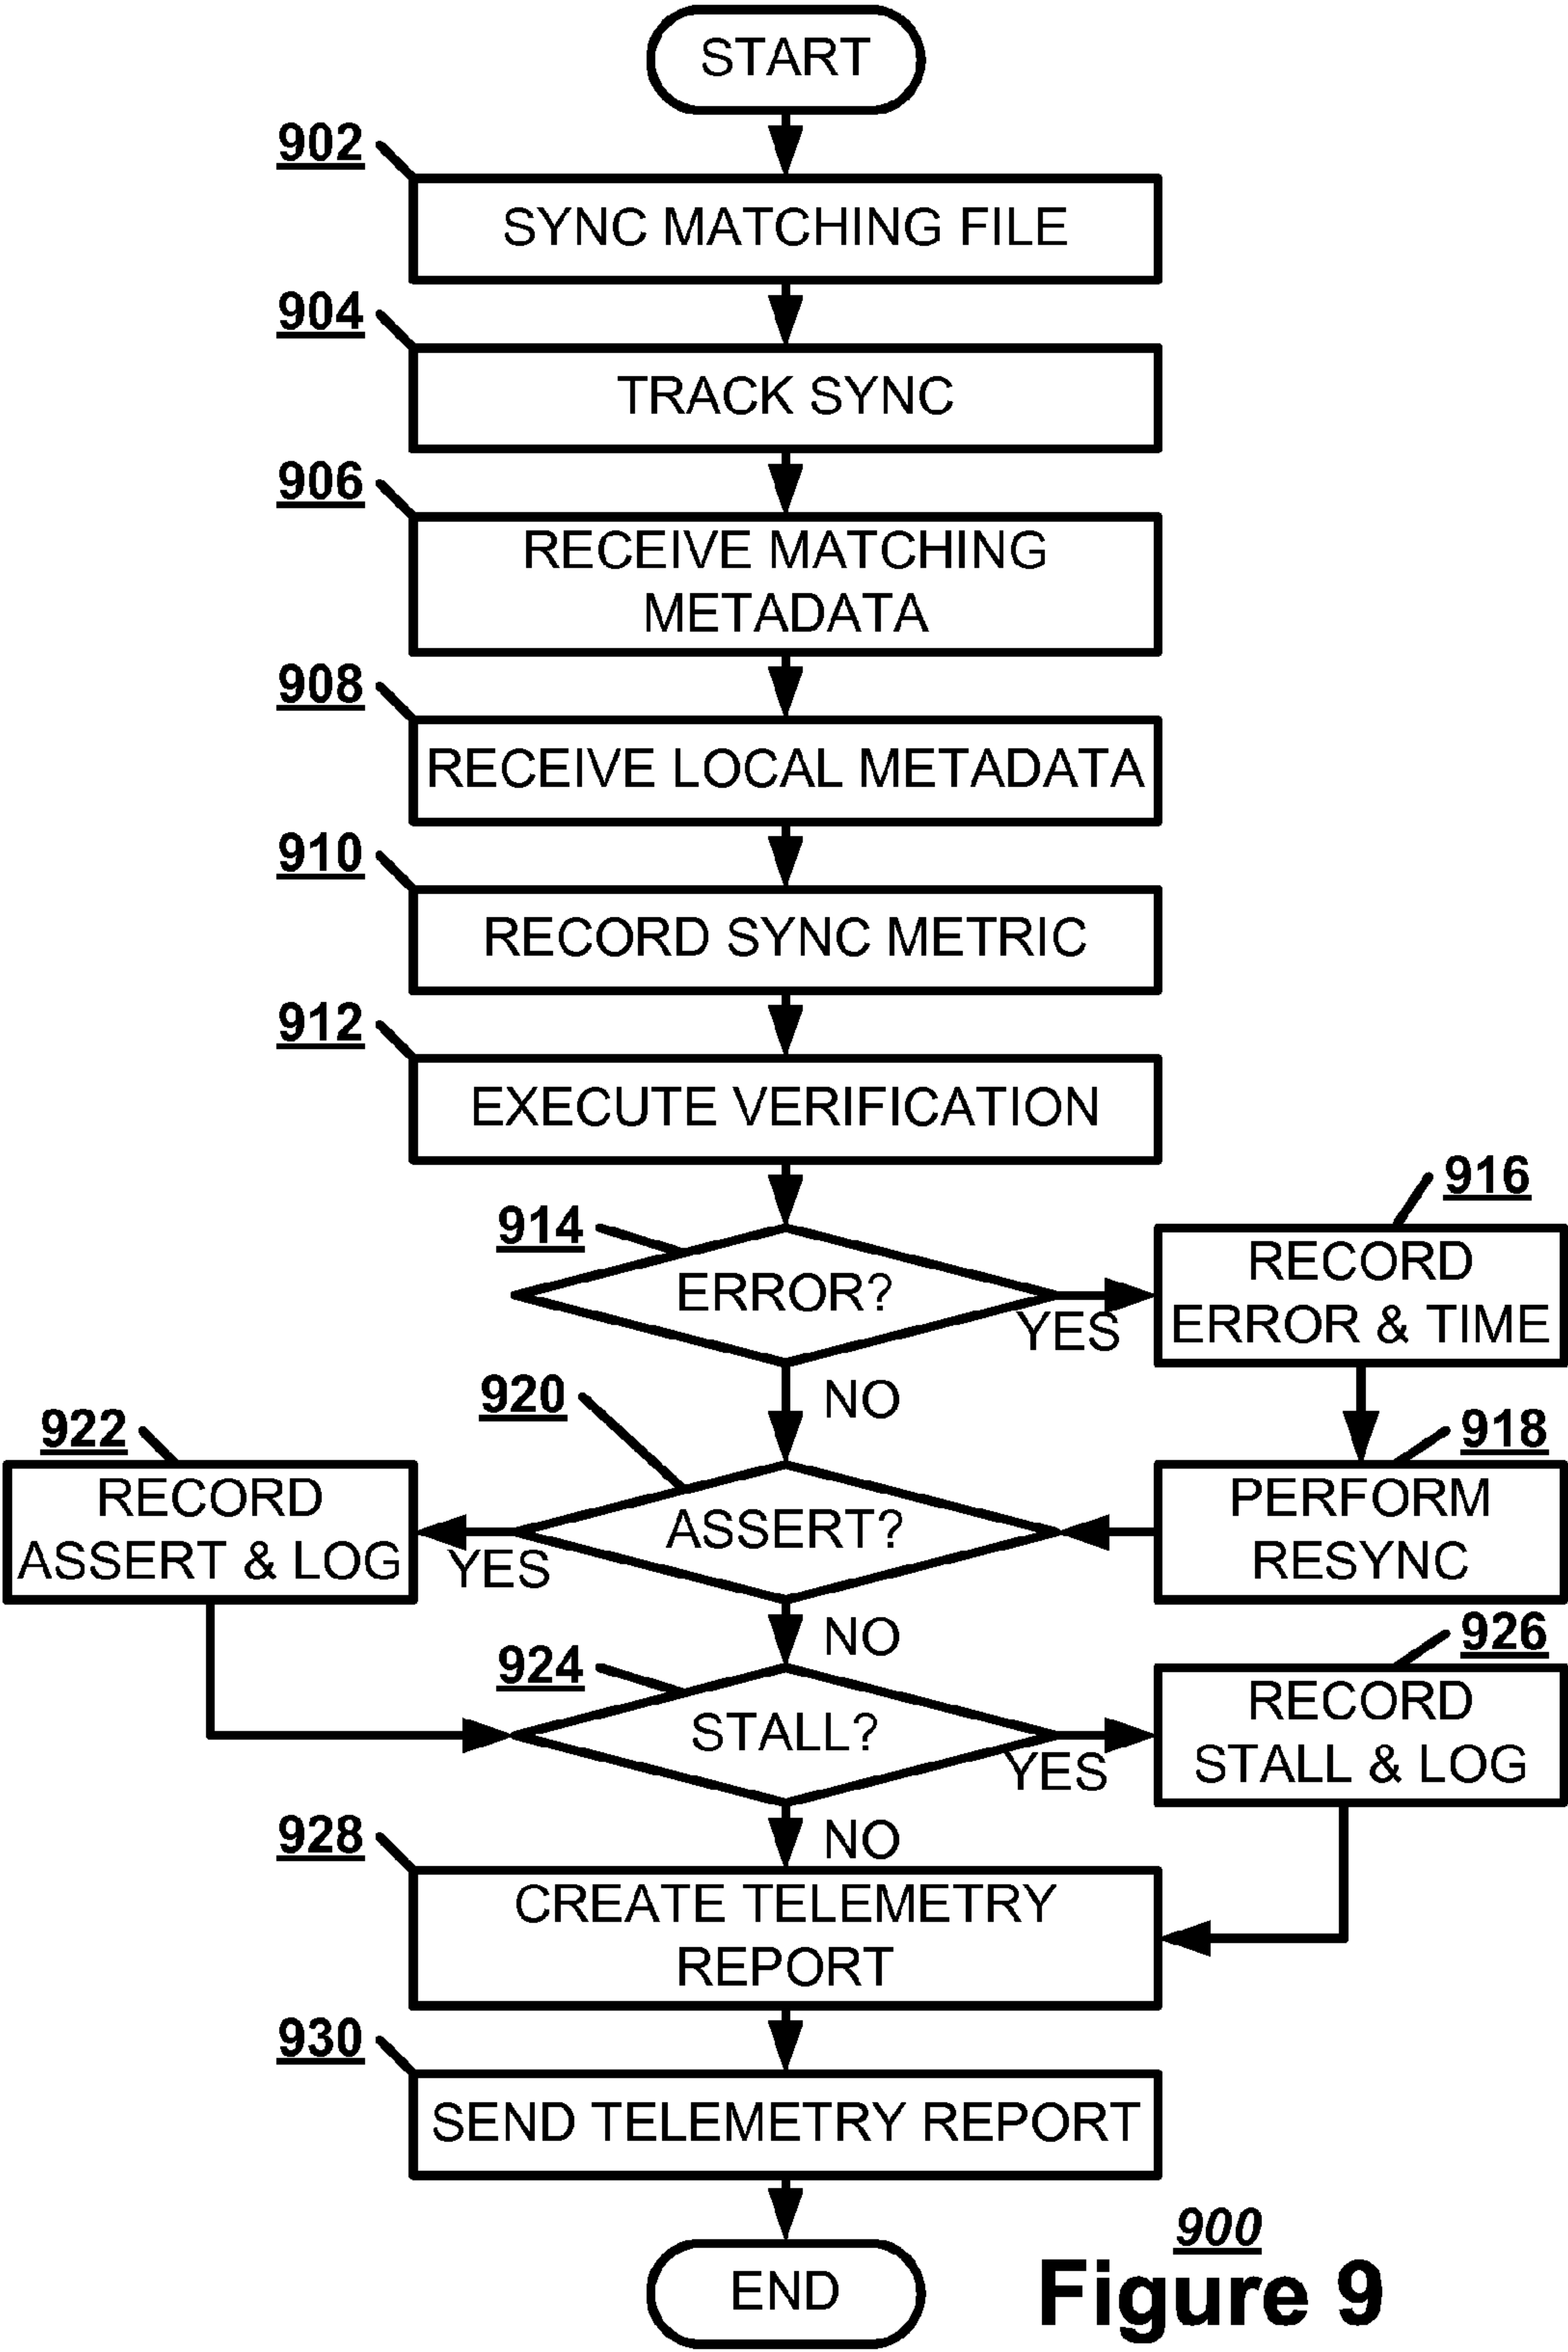 START
902
SYNC MATCHING FILE
904
TRACK SYNC
906
RECEIVE MATCHING
METADATA
908
RECEIVE LOCAL METADATA
910
RECORD SYNC METRIC
912
EXECUTE VERIFICATION
914
ERROR?
YES
916
RECORD
ERROR & TIME
NO
918
PERFORM
RESYNC
920
ASSERT?
YES
922
RECORD
ASSERT & LOG
NO
924
STALL?
YES
926
RECORD
STALL & LOG
NO
928
CREATE TELEMETRY
REPORT
930
SEND TELEMETRY REPORT
END
900
Figure 9